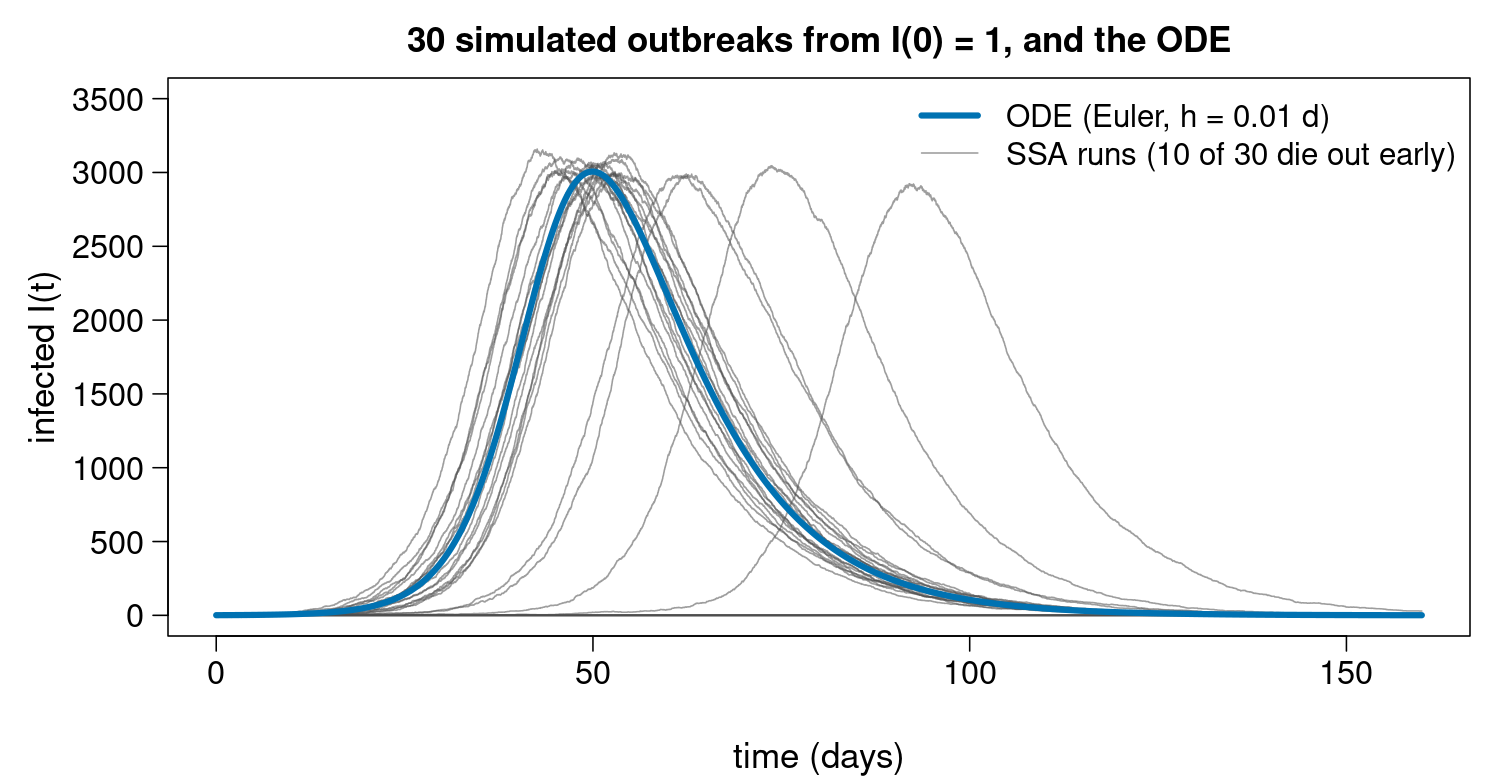 30 simulated outbreaks from I(0) = 1, and the ODE
ODE (Euler, h = 0.01 d)
SSA runs (10 of 30 die out early)
infected I(t)
3500
3000
2500
2000
1500
1000
500
0
0 50 100 150
time (days)